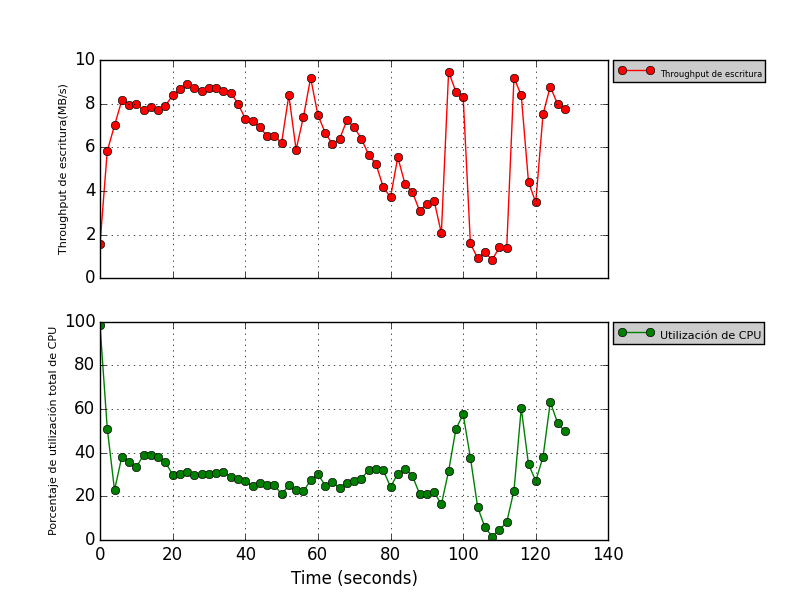 10
8
6
4
2
0
Throughput de escritura(MB/s)
Throughput de escritura
100
80
60
40
20
0
Porcentaje de utilización total de CPU
Utilización de CPU
0 20 40 60 80 100 120 140
Time (seconds)